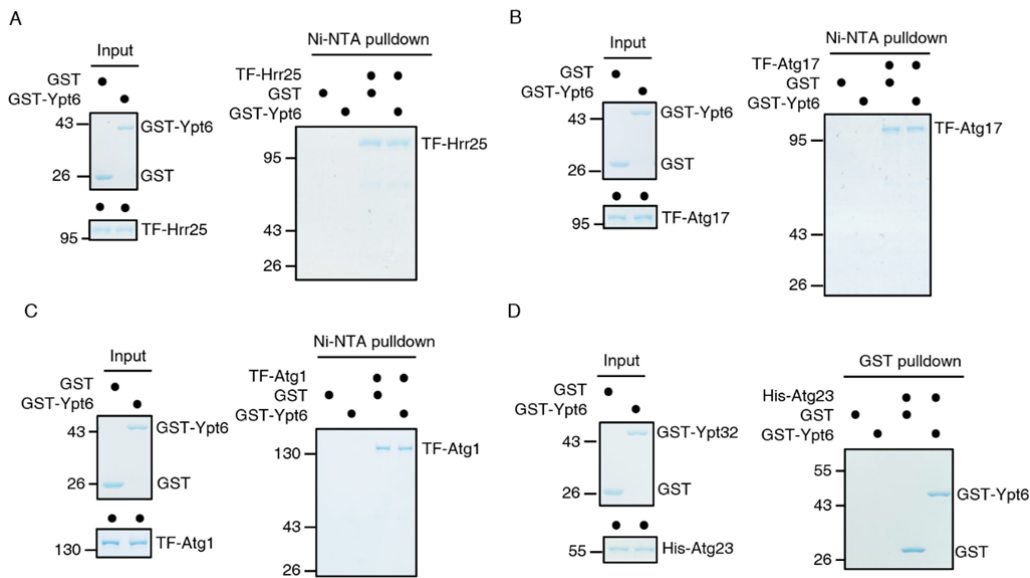 A
Input
GST
GST-Ypt6
43
GST-Ypt6
26
GST
95
TF-Hrr25
Ni-NTA pulldown
TF-Hrr25
GST
GST-Ypt6
95
TF-Hrr25
43
26
B
Input
GST
GST-Ypt6
43
GST-Ypt6
26
GST
95
TF-Atg17
Ni-NTA pulldown
TF-Atg17
GST
GST-Ypt6
95
TF-Atg17
43
26
C
Input
GST
GST-Ypt6
43
GST-Ypt6
26
GST
130
TF-Atg1
Ni-NTA pulldown
TF-Atg1
GST
GST-Ypt6
130
TF-Atg1
43
26
D
Input
GST
GST-Ypt6
43
GST-Ypt32
26
GST
55
His-Atg23
GST pulldown
His-Atg23
GST
GST-Ypt6
55
43
GST-Ypt6
26
GST